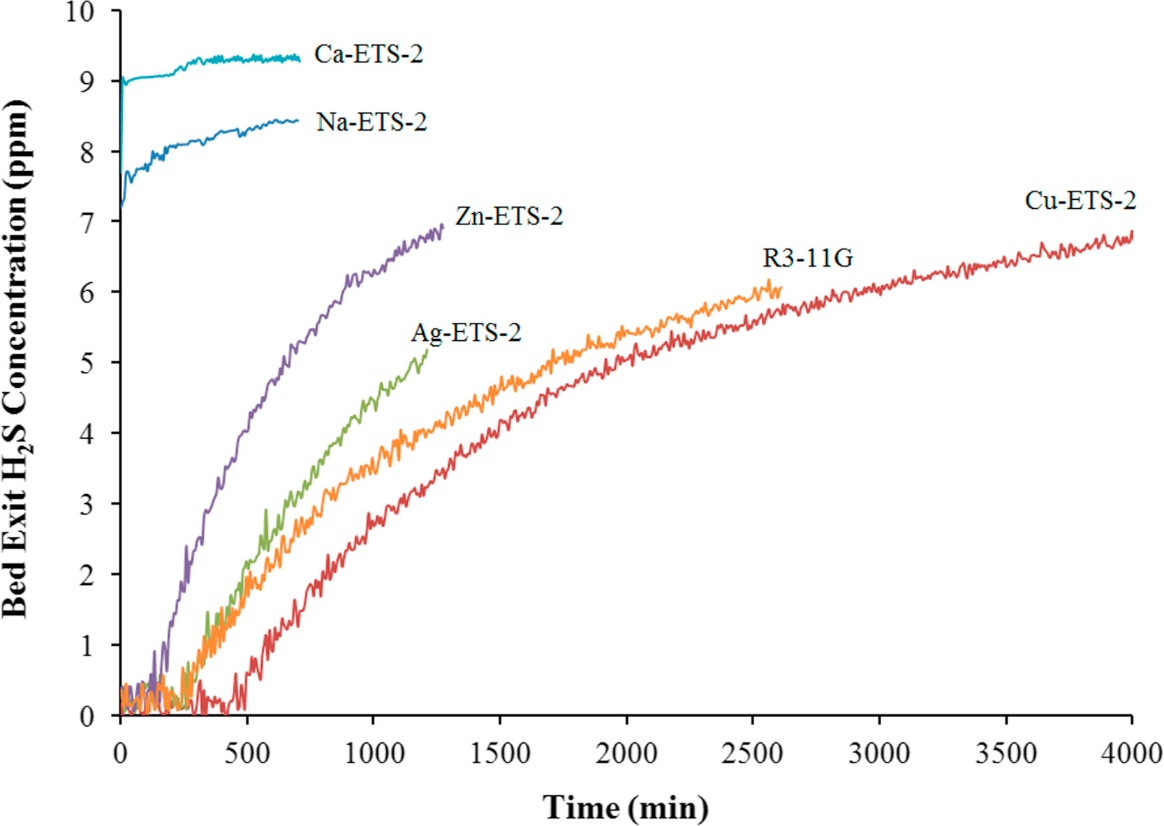 Bed Exit H₂S Concentration (ppm)
10
9
8
7
6
5
4
3
2
1
0
Ca-ETS-2
Na-ETS-2
Zn-ETS-2
Cu-ETS-2
R3-11G
Ag-ETS-2
0 500 1000 1500 2000 2500 3000 3500 4000
Time (min)